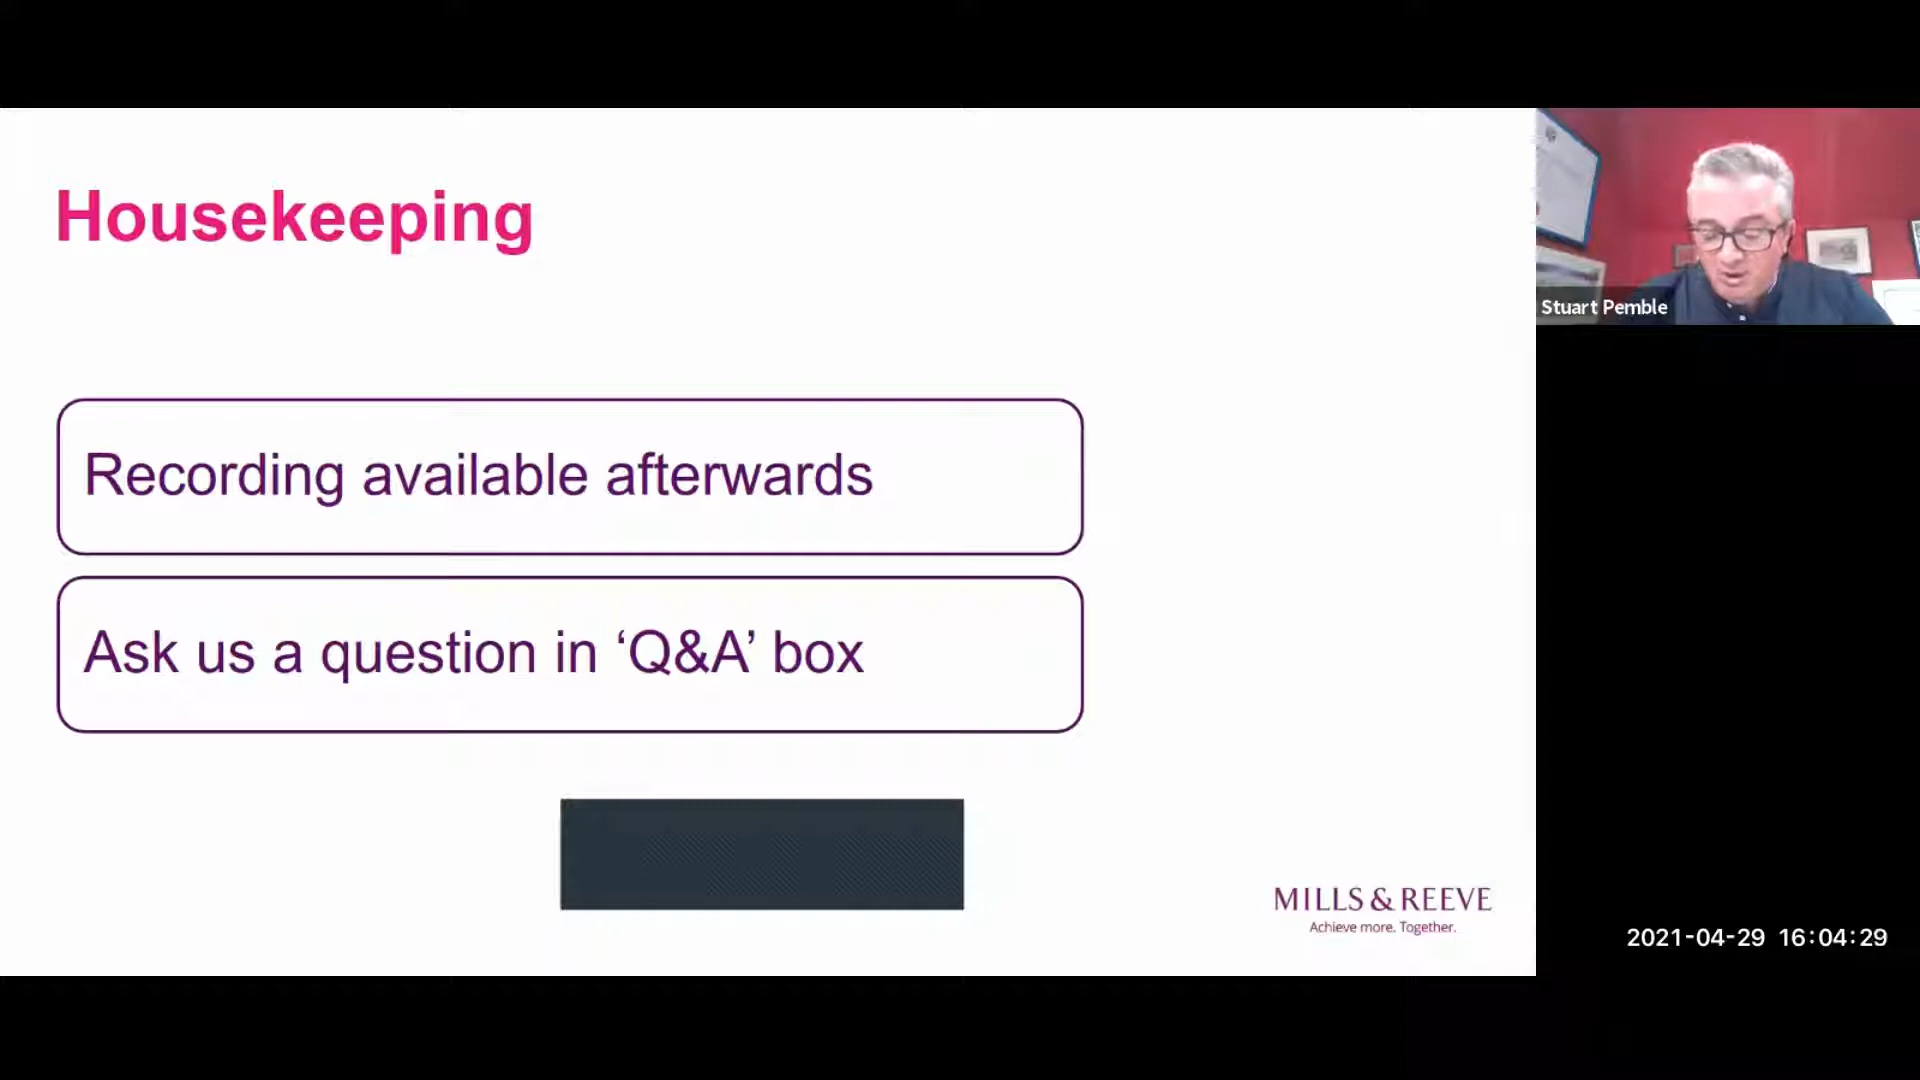 Housekeeping
Stuart Pemble
Recording available afterwards
Ask us a question in ‘Q&A’ box
MILLS & REEVE
Achieve more. Together.
2021-04-29 16:04:29